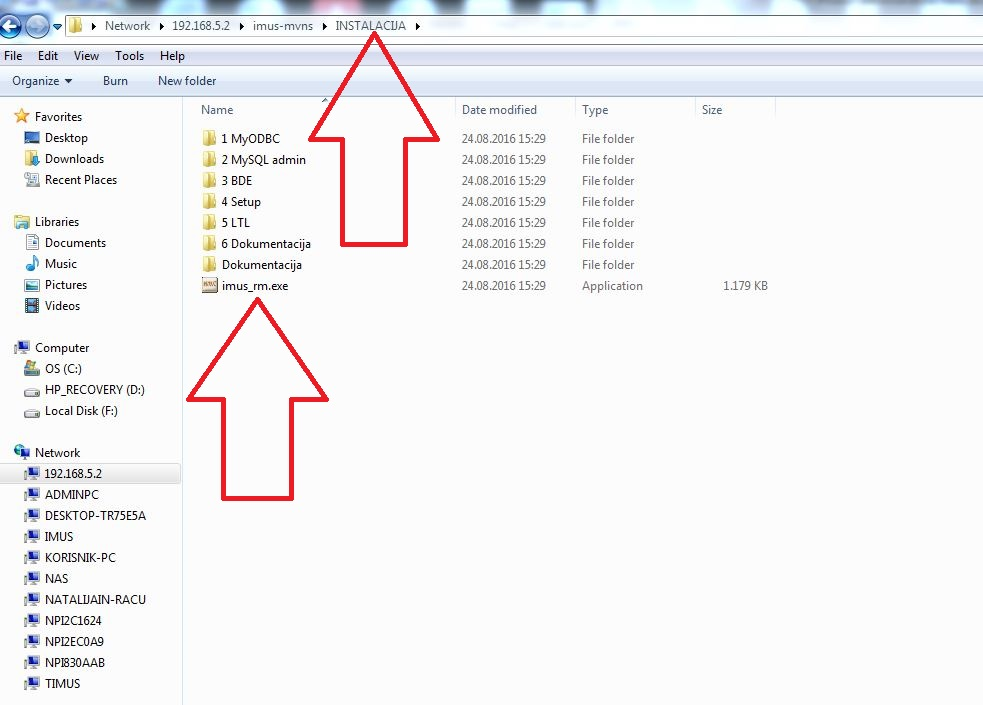 Network 192.168.5.2 imus-mvns INSTALACIJA
File Edit View Tools Help
Organize Burn New folder
Name Date modified Type Size
Favorites
Desktop
Downloads
Recent Places
Libraries
Documents
Music
Pictures
Videos
Computer
OS (C:)
HP_RECOVERY (D:)
Local Disk (F:)
Network
192.168.5.2
ADMINPC
DESKTOP-TR75E5A
IMUS
KORISNIK-PC
NAS
NATALIJAIN-RACU
NPI2C1624
NPI2EC0A9
NPI830AAB
TIMUS
1 MyODBC 24.08.2016 15:29 File folder
2 MySQL admin 24.08.2016 15:29 File folder
3 BDE 24.08.2016 15:29 File folder
4 Setup 24.08.2016 15:29 File folder
5 LTL 24.08.2016 15:29 File folder
6 Dokumentacija 24.08.2016 15:29 File folder
Dokumentacija 24.08.2016 15:29 File folder
imus_rm.exe 24.08.2016 15:29 Application 1.179 KB